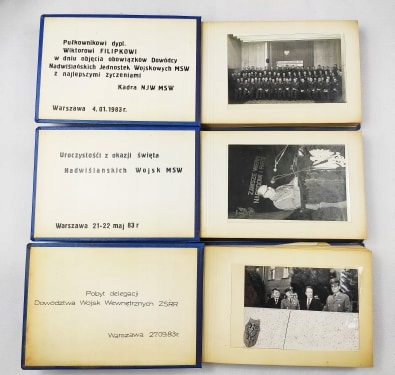 Pułkownikowi dypl.
Wiktorowi FILIPKOWI
w dniu objęcia obowiązków Dowódcy
Nadwiślańskich Jednostek Wojskowych MSW
z najlepszymi życzeniami
Kadra NJW MSW
Warszawa 4.01.1983r.
Uroczystości z okazji święta
Nadwiślańskich Wojsk MSW
Warszawa 21-22 maj 83r
Pobyt delegacji
Dowództwa Wojsk Wewnętrznych ZSRR
Warszawa 27.09.83r.